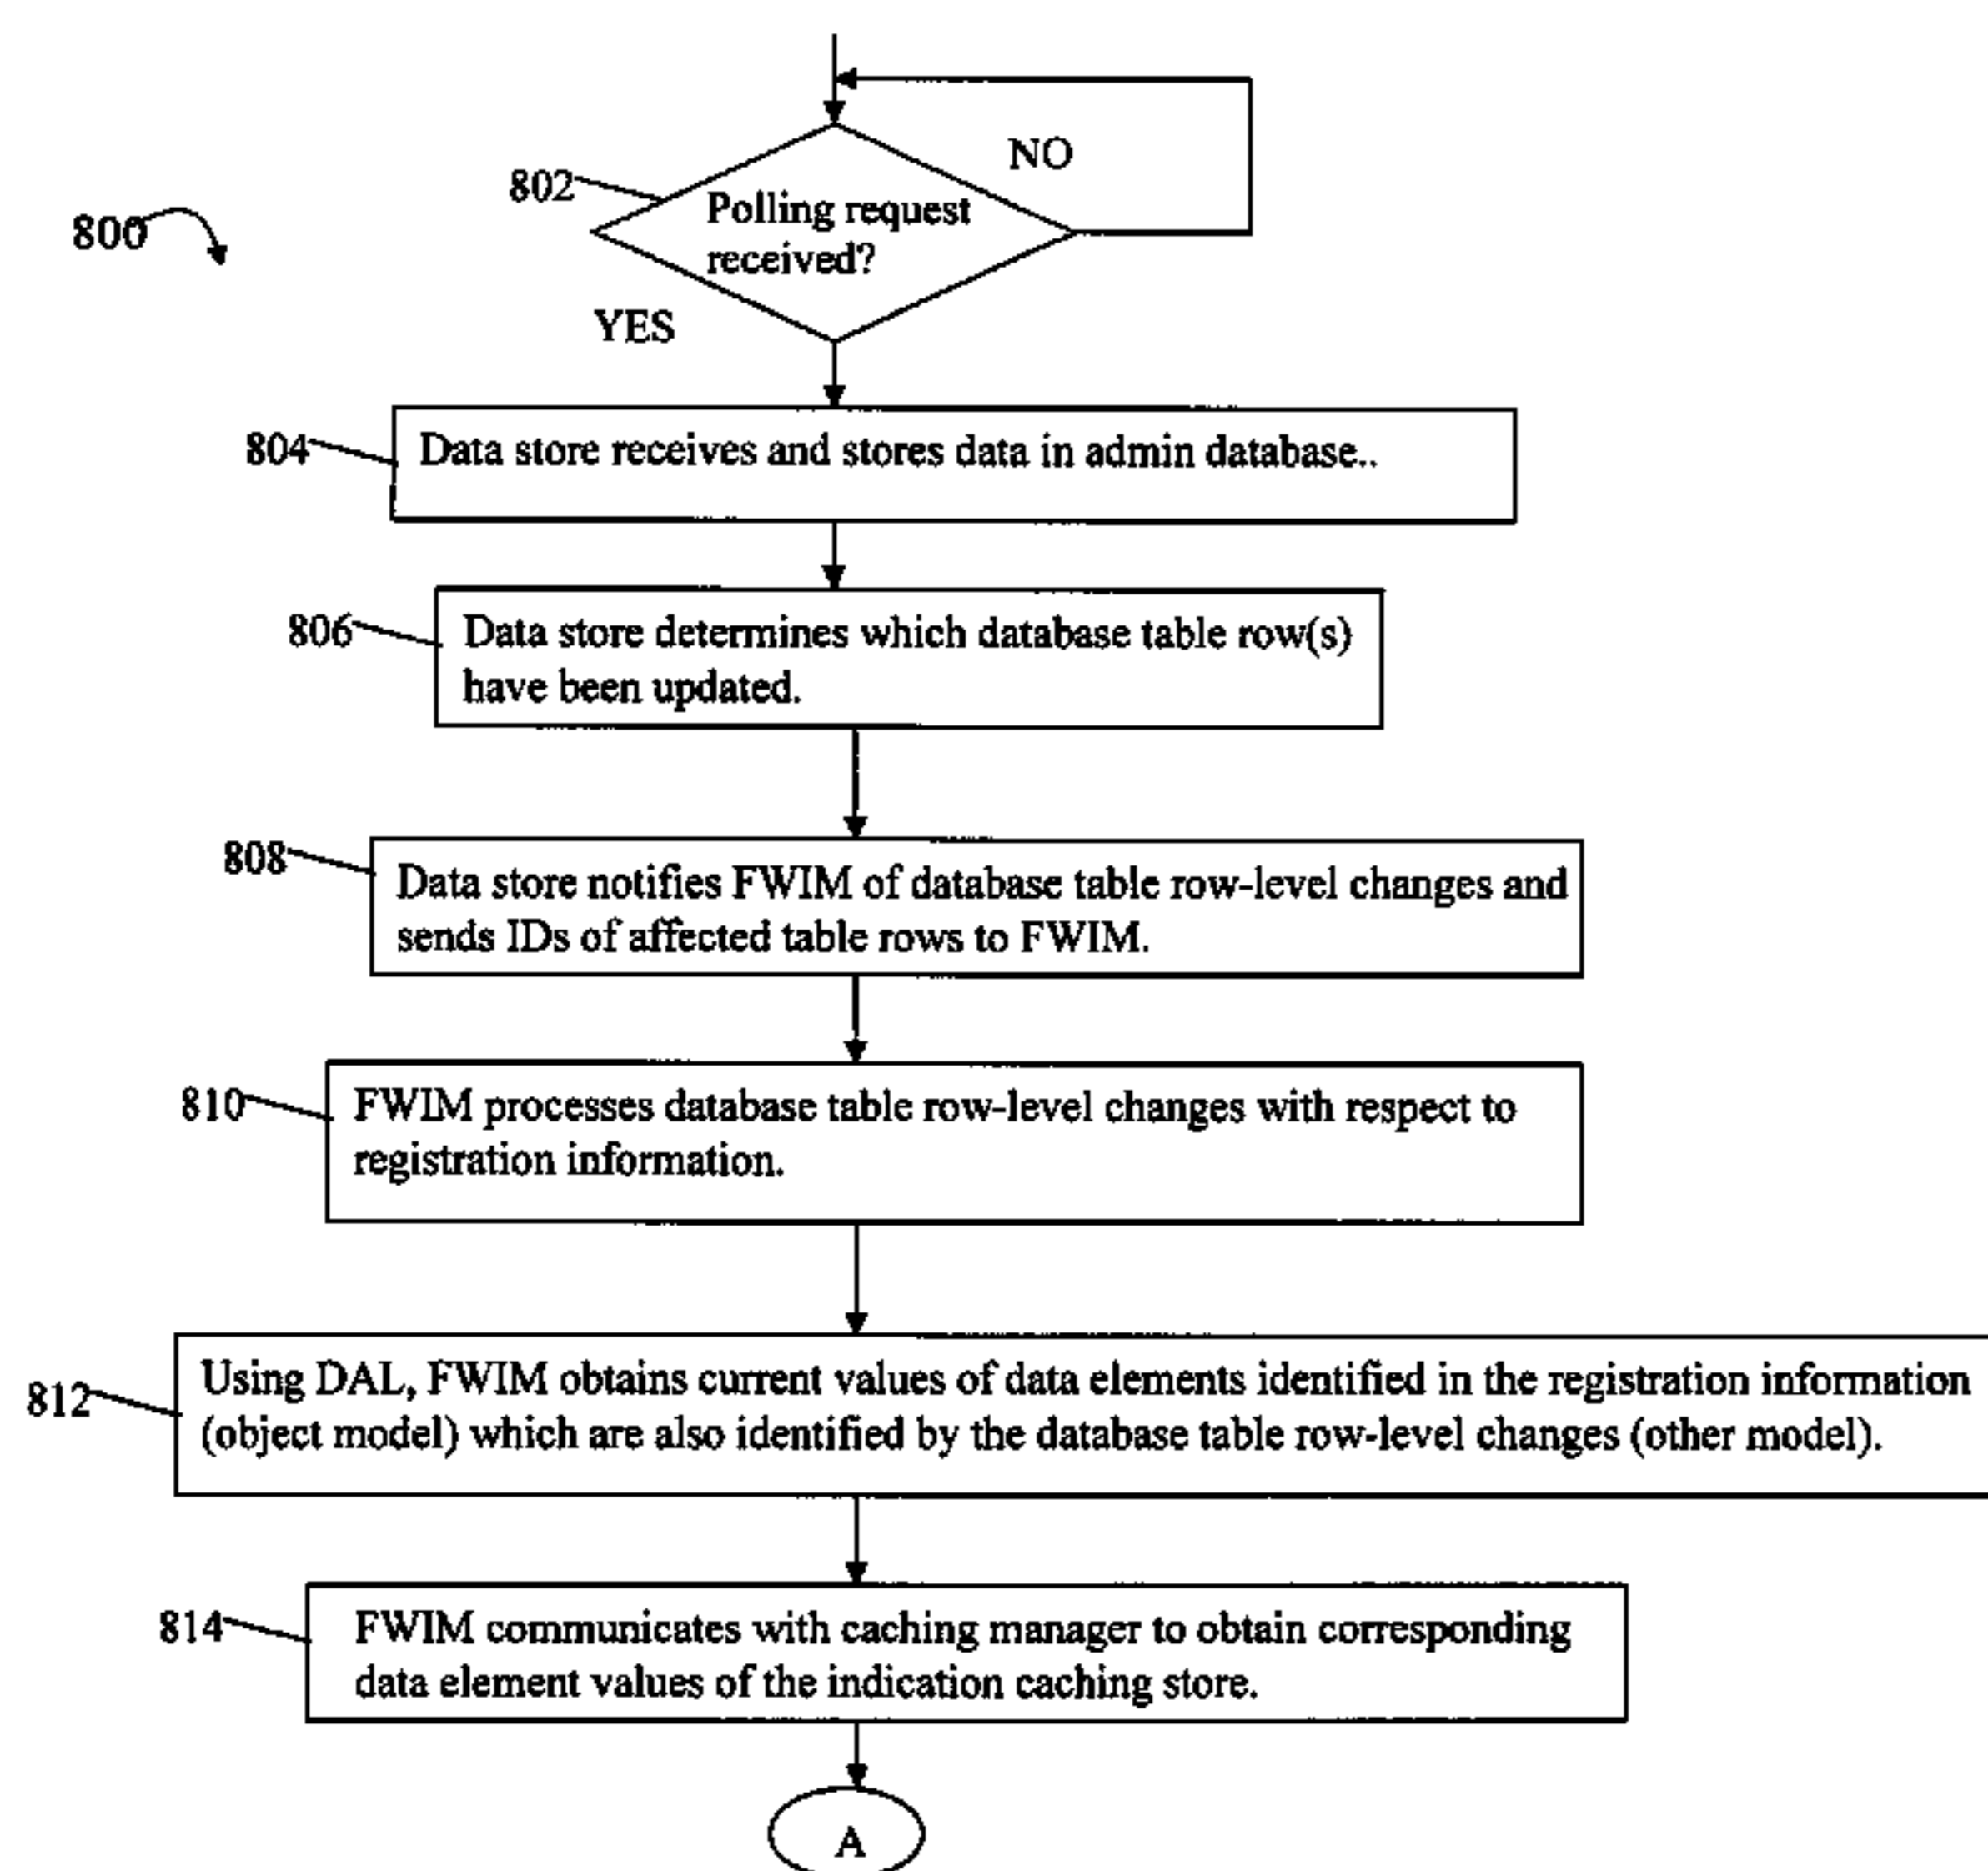 NO
802
Polling request
received?
800
YES
804
Data store receives and stores data in admin database..
806
Data store determines which database table row(s)
have been updated.
808
Data store notifies FWIM of database table row-level changes and
sends IDs of affected table rows to FWIM.
810
FWIM processes database table row-level changes with respect to
registration information.
812
Using DAL, FWIM obtains current values of data elements identified in the registration information
(object model) which are also identified by the database table row-level changes (other model).
814
FWIM communicates with caching manager to obtain corresponding
data element values of the indication caching store.
A